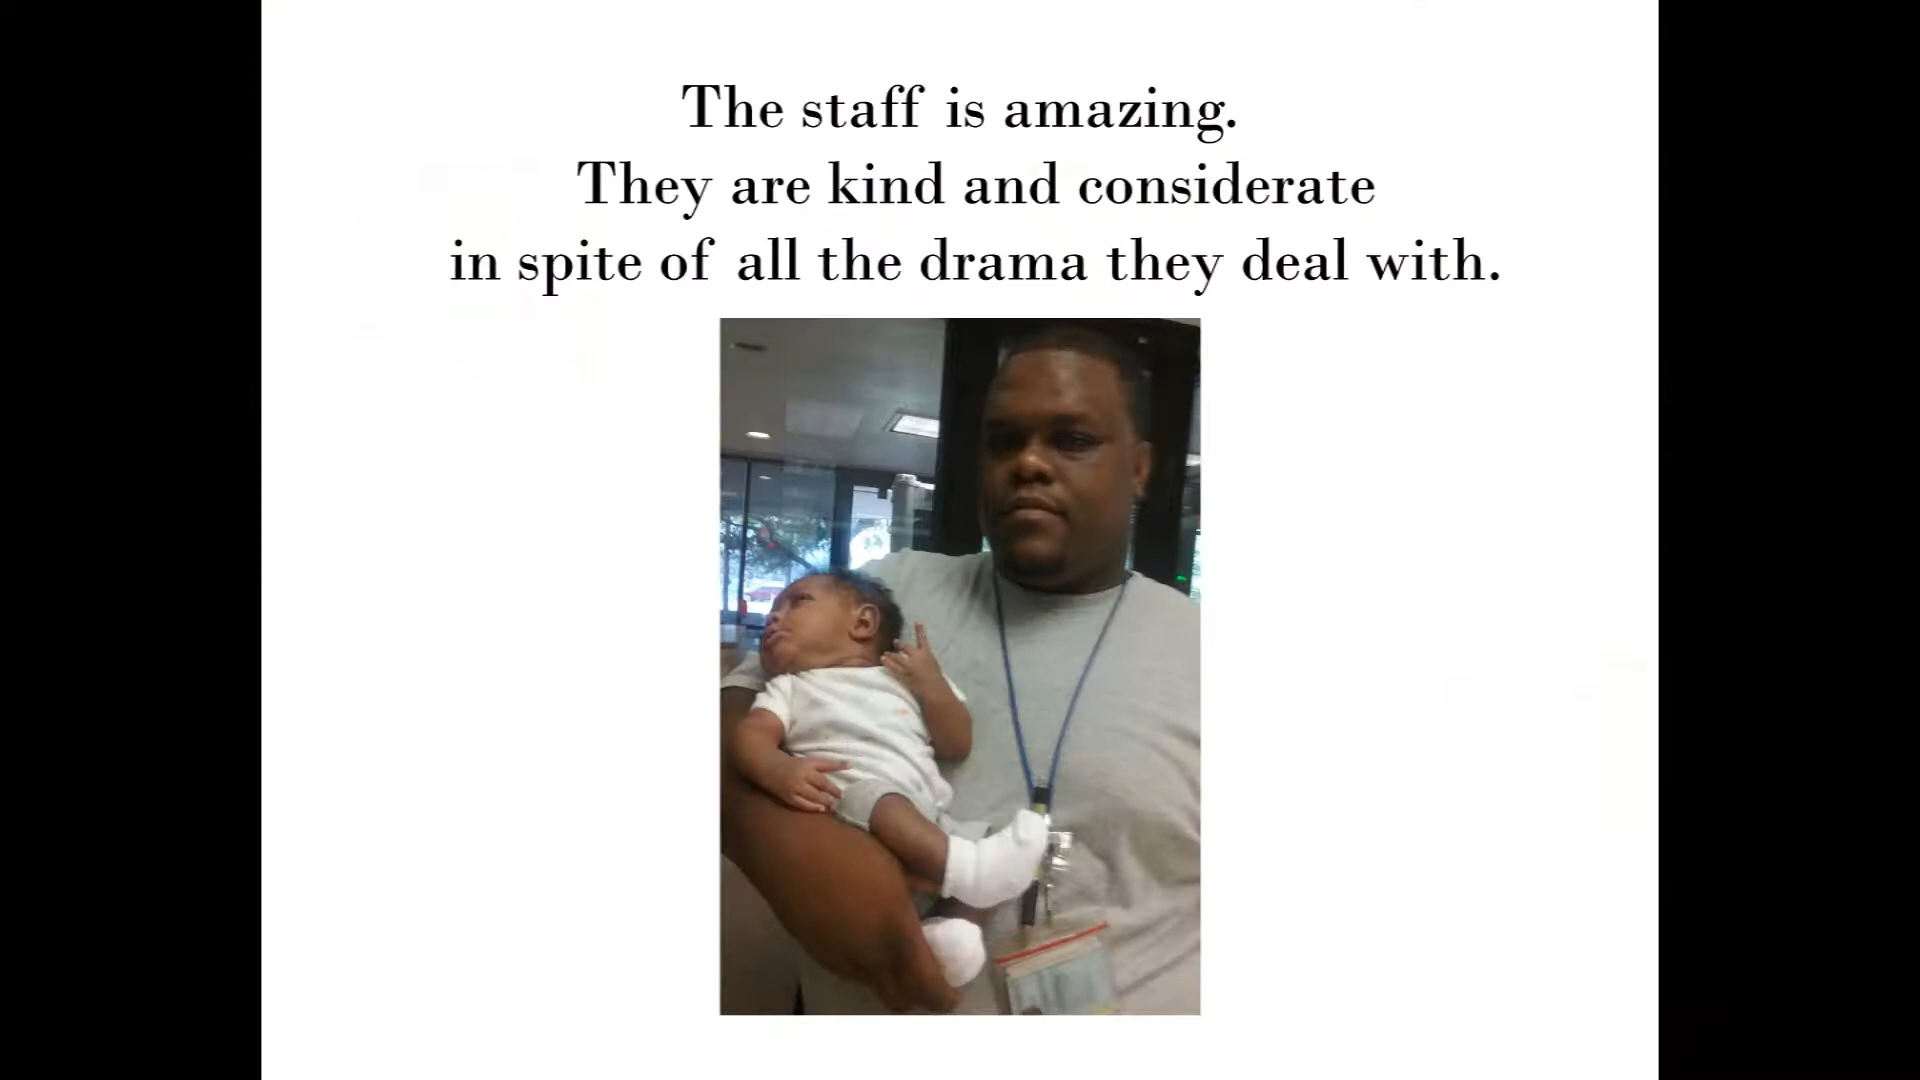 The staff is amazing.
They are kind and considerate
in spite of all the drama they deal with.